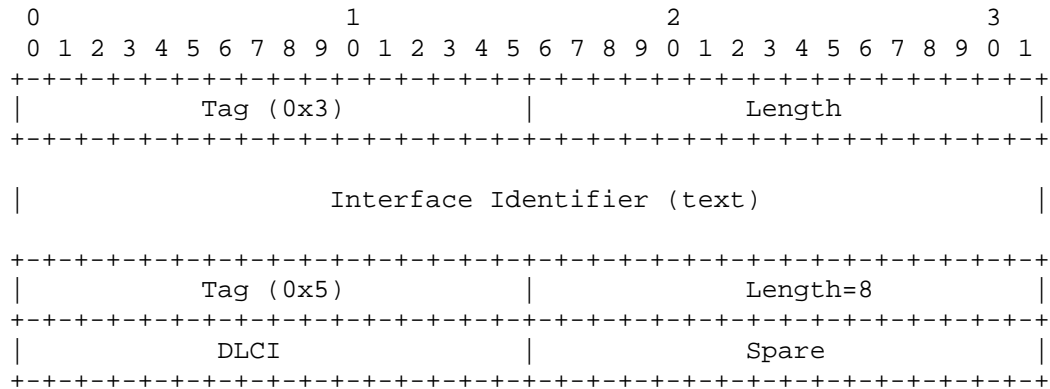 0                   1                   2                   3
 0 1 2 3 4 5 6 7 8 9 0 1 2 3 4 5 6 7 8 9 0 1 2 3 4 5 6 7 8 9 0 1
+-+-+-+-+-+-+-+-+-+-+-+-+-+-+-+-+-+-+-+-+-+-+-+-+-+-+-+-+-+-+-+-+
|           Tag (0x3)           |             Length            |
+-+-+-+-+-+-+-+-+-+-+-+-+-+-+-+-+-+-+-+-+-+-+-+-+-+-+-+-+-+-+-+-+
|                   Interface Identifier (text)                 |
+-+-+-+-+-+-+-+-+-+-+-+-+-+-+-+-+-+-+-+-+-+-+-+-+-+-+-+-+-+-+-+-+
|           Tag (0x5)           |             Length=8          |
+-+-+-+-+-+-+-+-+-+-+-+-+-+-+-+-+-+-+-+-+-+-+-+-+-+-+-+-+-+-+-+-+
|            DLCI               |             Spare             |
+-+-+-+-+-+-+-+-+-+-+-+-+-+-+-+-+-+-+-+-+-+-+-+-+-+-+-+-+-+-+-+-+